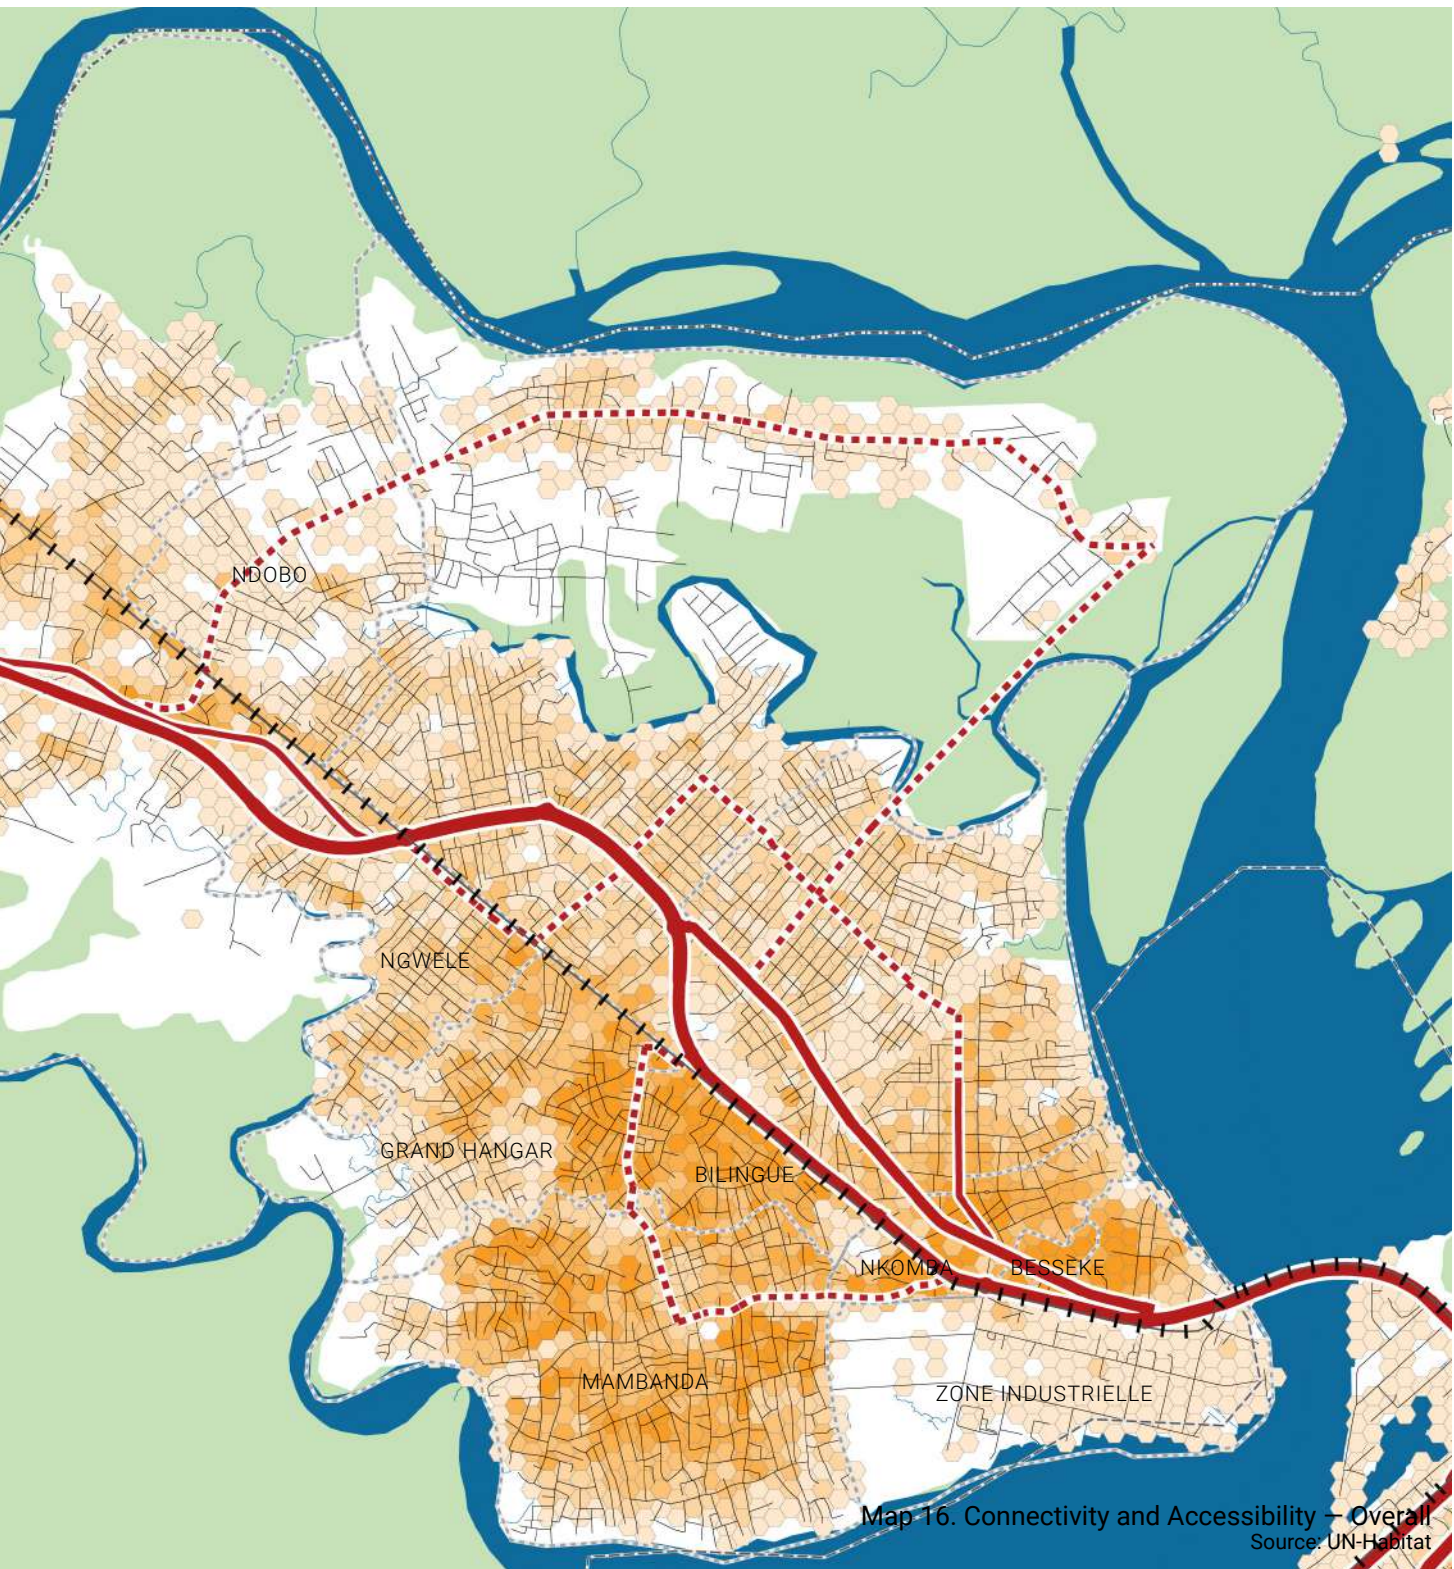 NDOBO
NGWELE
GRAND HANGAR
BILINGUE
NKOMBA
BESSEKE
MAMBANDA
ZONE INDUSTRIELLE
Map 16. Connectivity and Accessibility – Overall
Source: UN-Habitat